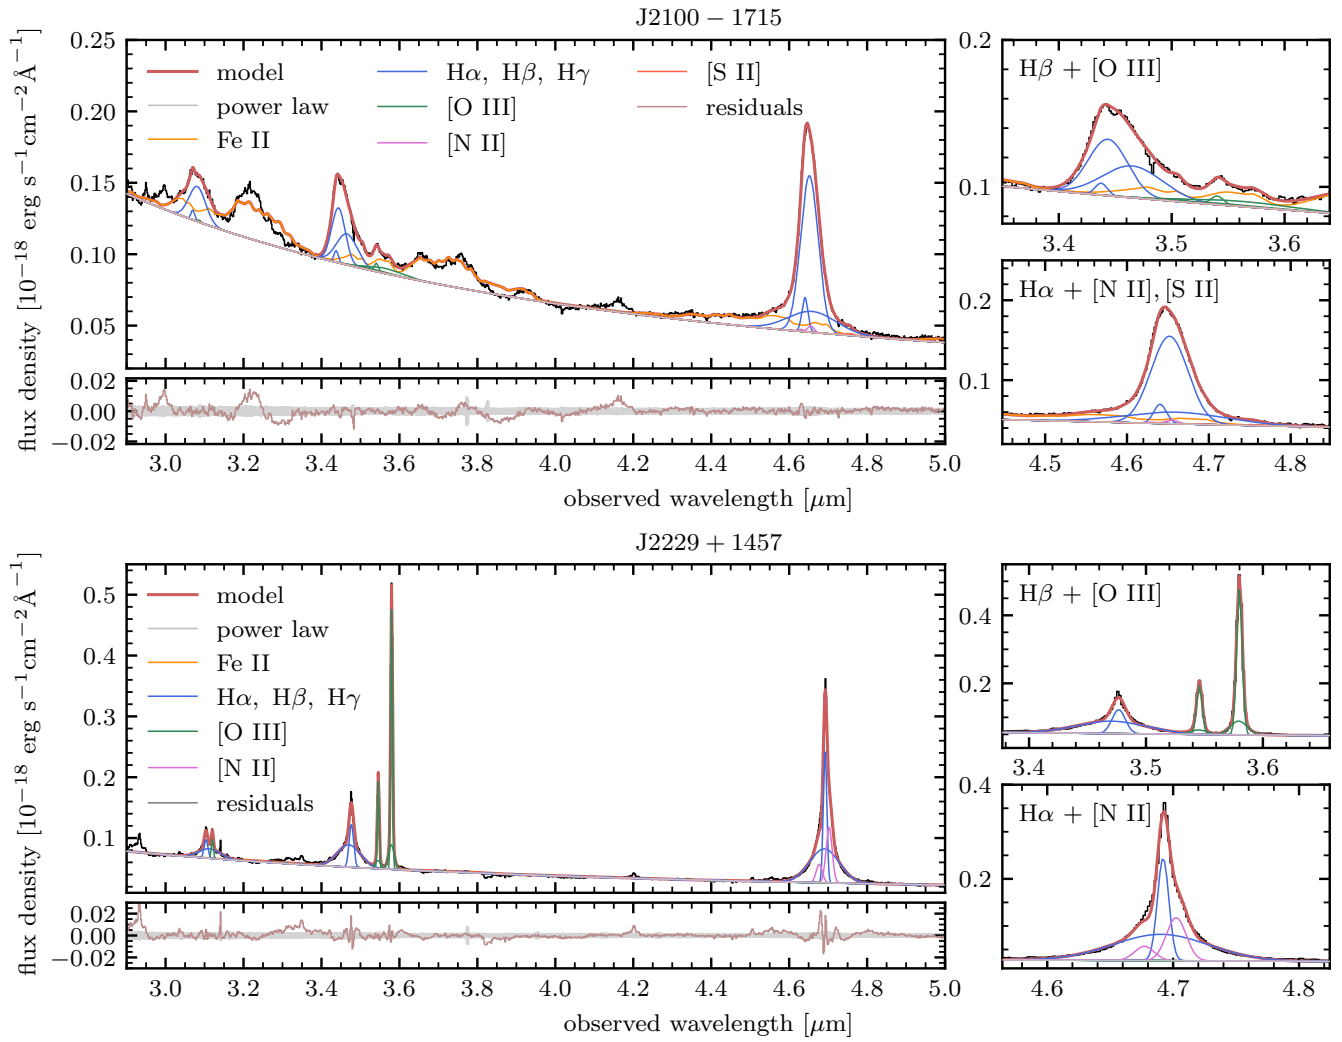 J2100 − 1715
flux density [10⁻¹⁸ erg s⁻¹cm⁻²Å⁻¹]
0.25
0.20
0.15
0.10
0.05
model
power law
Fe II
Hα, Hβ, Hγ
[O III]
[N II]
[S II]
residuals
0.02
0.00
−0.02
3.0 3.2 3.4 3.6 3.8 4.0 4.2 4.4 4.6 4.8 5.0
observed wavelength [μm]
Hβ + [O III]
0.2
0.1
3.4 3.5 3.6
Hα + [N II], [S II]
0.2
0.1
4.5 4.6 4.7 4.8
J2229 + 1457
flux density [10⁻¹⁸ erg s⁻¹cm⁻²Å⁻¹]
0.5
0.4
0.3
0.2
0.1
model
power law
Fe II
Hα, Hβ, Hγ
[O III]
[N II]
residuals
0.02
0.00
−0.02
3.0 3.2 3.4 3.6 3.8 4.0 4.2 4.4 4.6 4.8 5.0
observed wavelength [μm]
Hβ + [O III]
0.4
0.2
3.4 3.5 3.6
Hα + [N II]
0.4
0.2
4.6 4.7 4.8